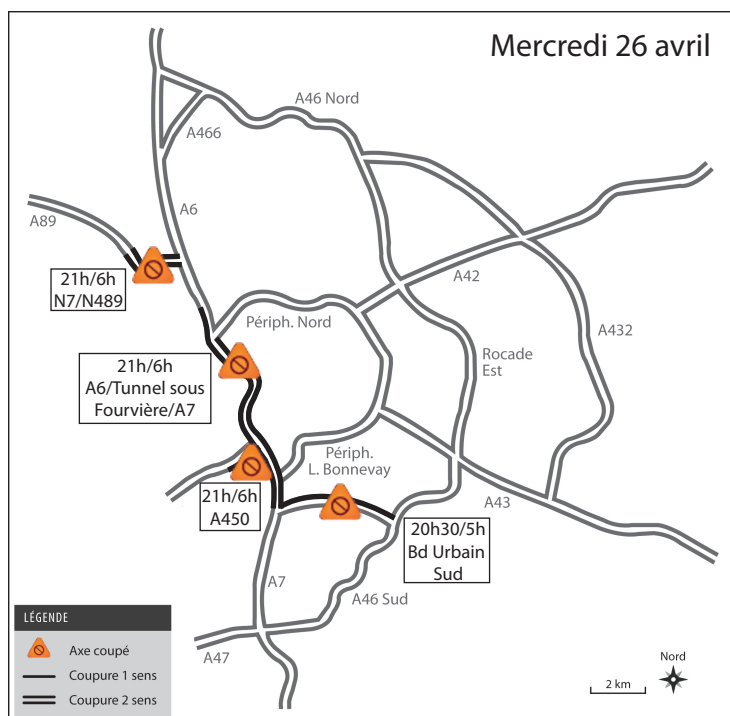 Mercredi 26 avril
A46 Nord
A466
A6
A89
21h/6h
N7/N489
A42
Périph. Nord
A432
Rocade
Est
21h/6h
A6/Tunnel sous
Fourvière/A7
Périph.
L. Bonnevay
A43
21h/6h
A450
20h30/5h
Bd Urbain
Sud
A7
A46 Sud
A47
LÉGENDE
Axe coupé
Coupure 1 sens
Coupure 2 sens
Nord
2 km